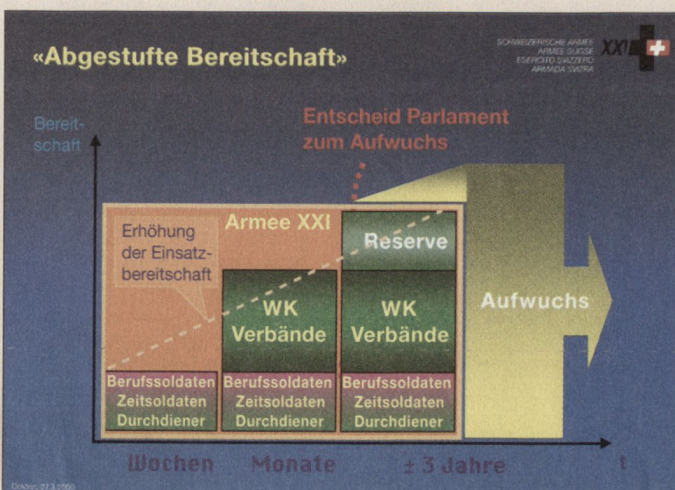 «Abgestufte Bereitschaft»
SCHWEIZERISCHE ARMEE
ARMEE SUISSE
ESERCITO SVIZZERO
ARMADA SVIZRA
XXI
Bereit-
schaft
Entscheid Parlament
zum Aufwuchs
Armee XXI
Erhöhung
der Einsatz-
bereitschaft
Reserve
WK
Verbände
WK
Verbände
Aufwuchs
Berufssoldaten
Zeitsoldaten
Durchdiener
Berufssoldaten
Zeitsoldaten
Durchdiener
Berufssoldaten
Zeitsoldaten
Durchdiener
Wochen Monate ± 3 Jahre t